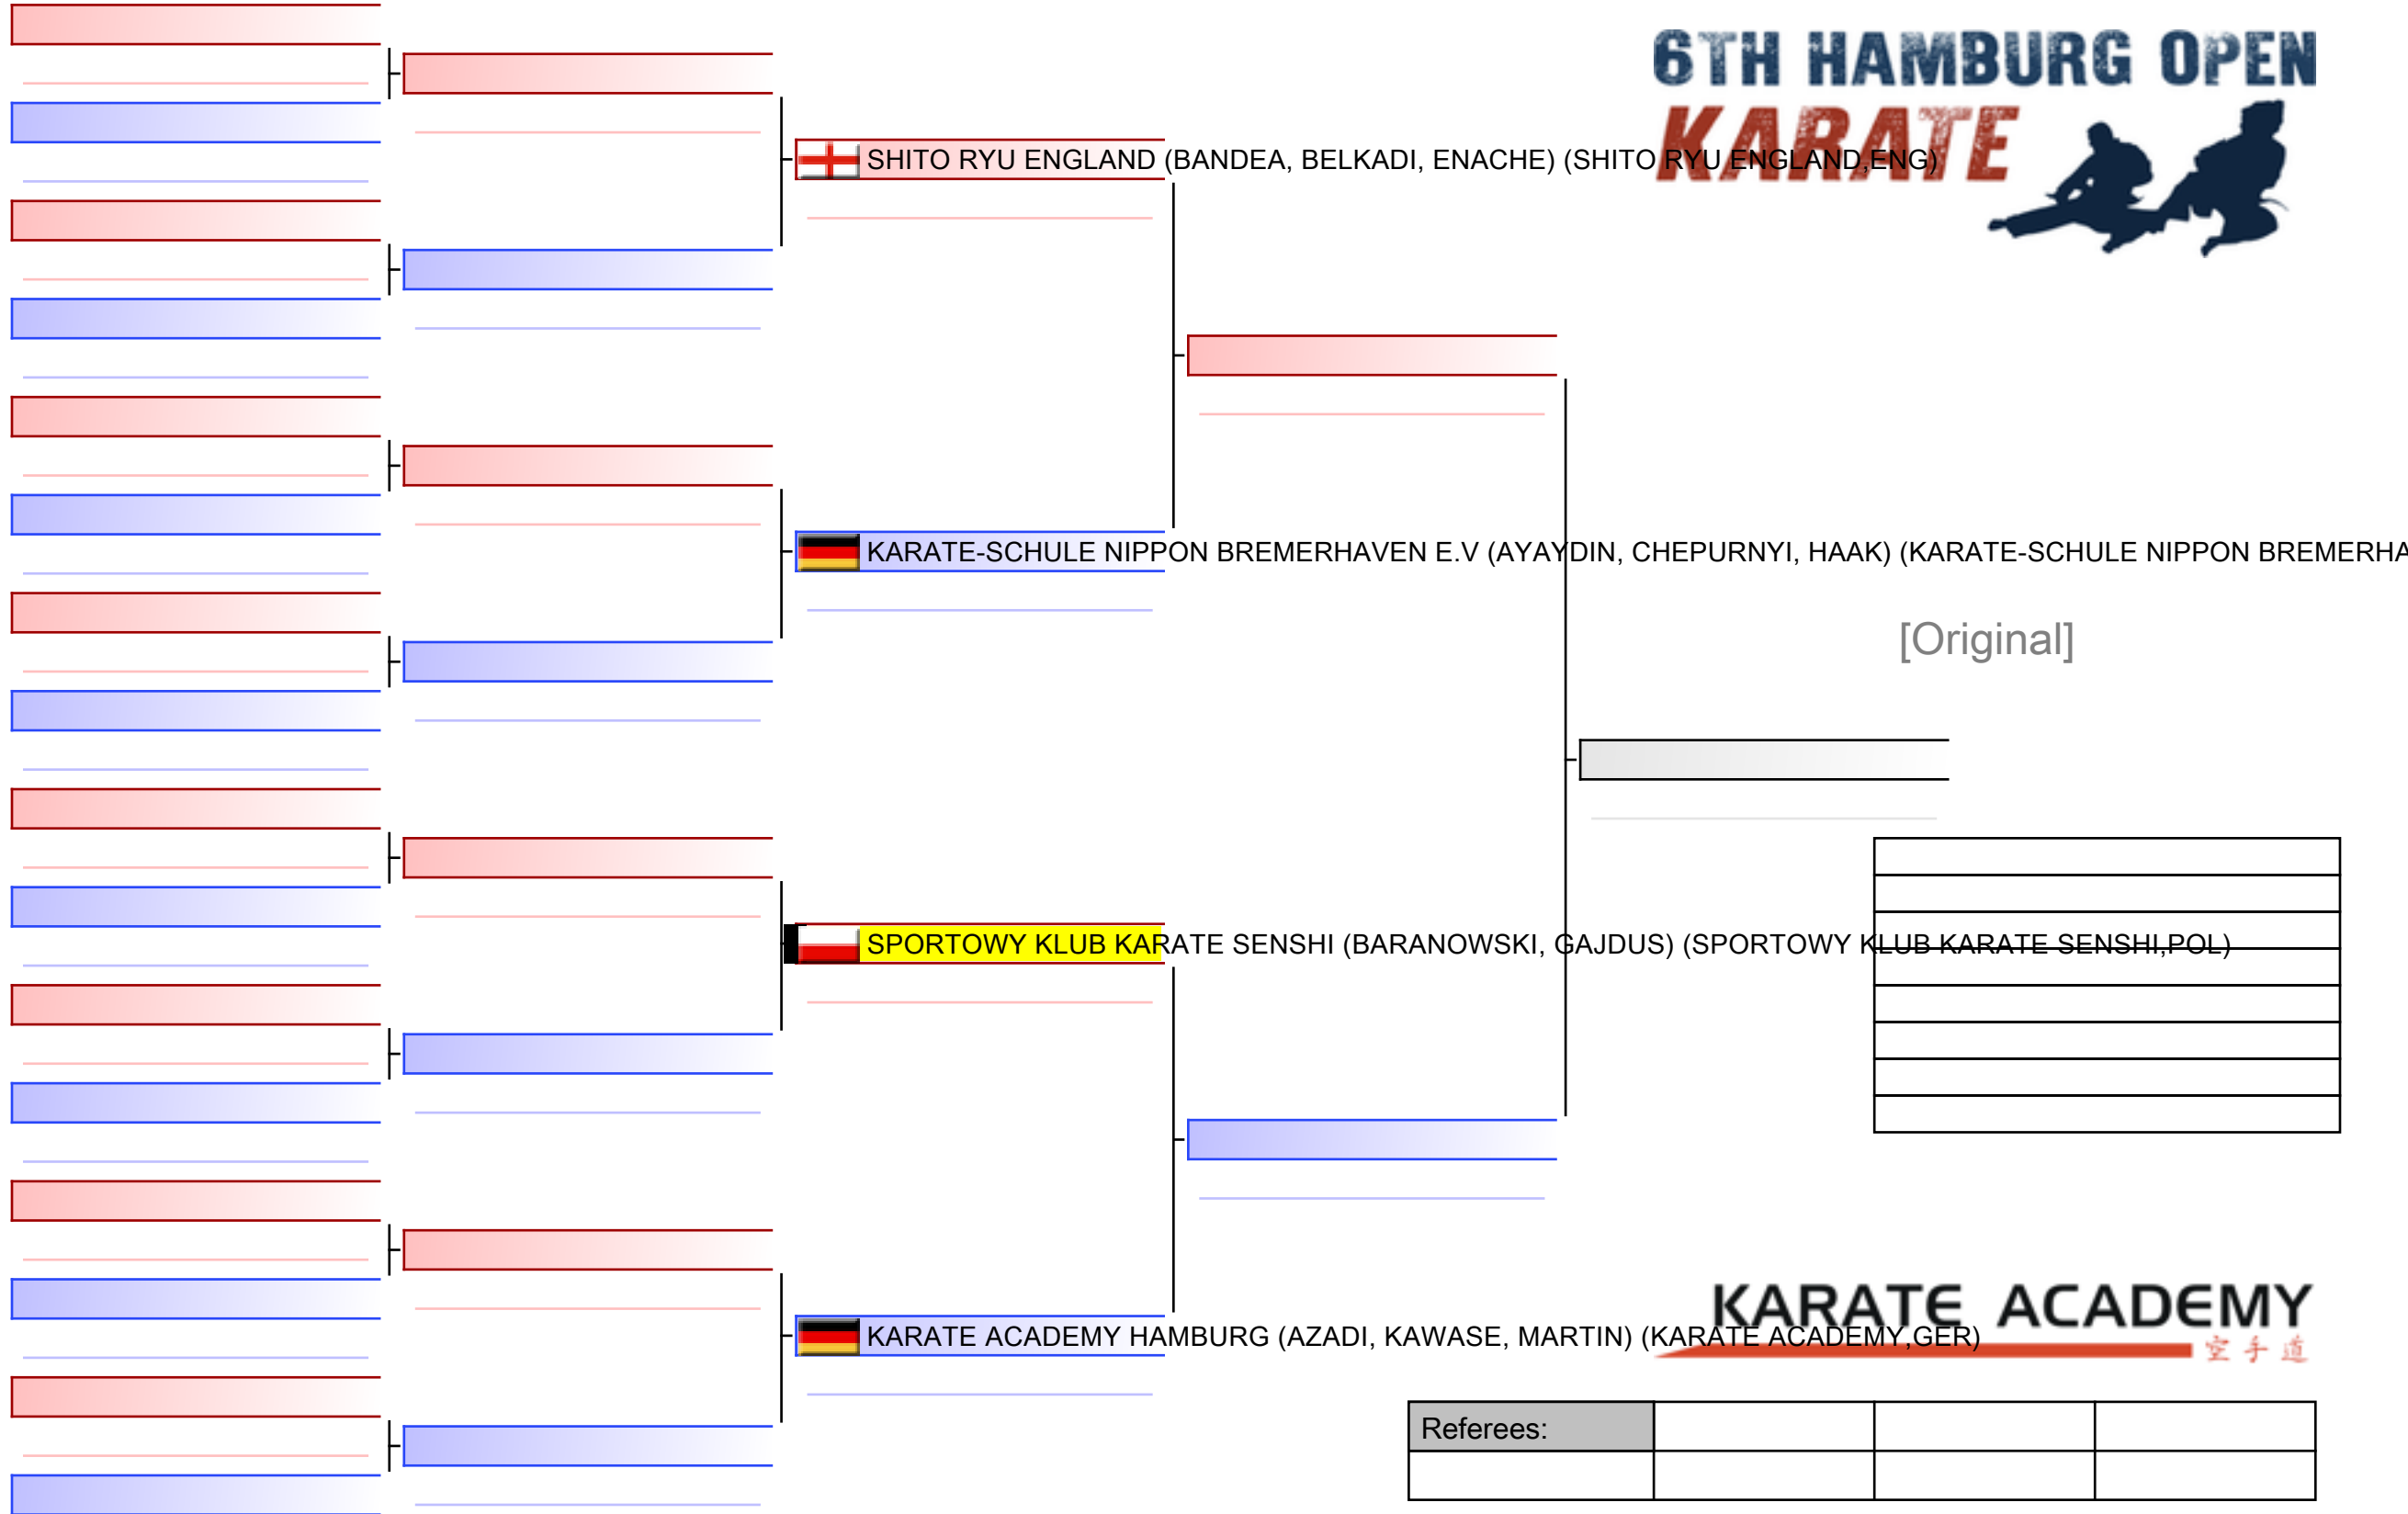 6TH HAMBURG OPEN
KARATE
SHITO RYU ENGLAND (BANDEA, BELKADI, ENACHE) (SHITO RYU ENGLAND,ENG)
KARATE-SCHULE NIPPON BREMERHAVEN E.V (AYAYDIN, CHEPURNYI, HAAK) (KARATE-SCHULE NIPPON BREMERHA
[Original]
SPORTOWY KLUB KARATE SENSHI (BARANOWSKI, GAJDUS) (SPORTOWY KLUB KARATE SENSHI,POL)
KARATE ACADEMY HAMBURG (AZADI, KAWASE, MARTIN) (KARATE ACADEMY,GER)
KARATE ACADEMY
空手道
Referees: